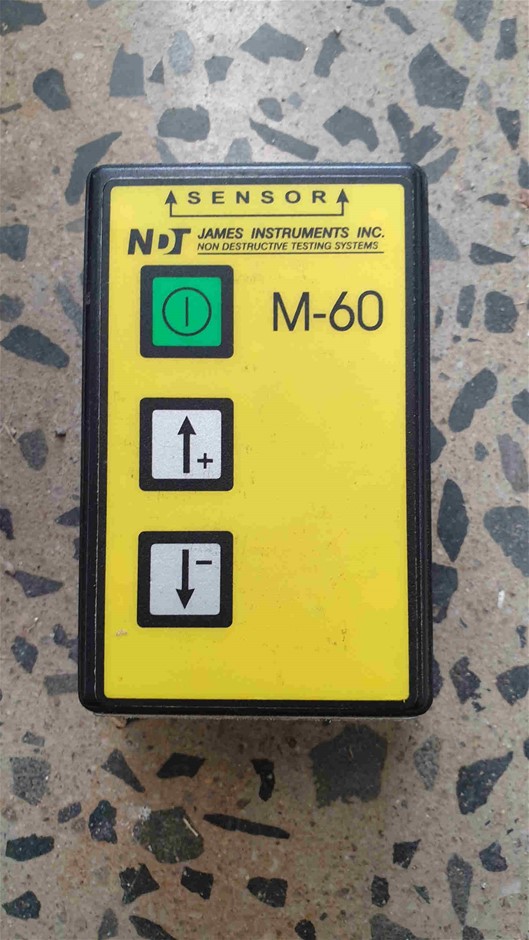 SENSOR
NDT JAMES INSTRUMENTS INC.
NON DESTRUCTIVE TESTING SYSTEMS
M-60
+
-